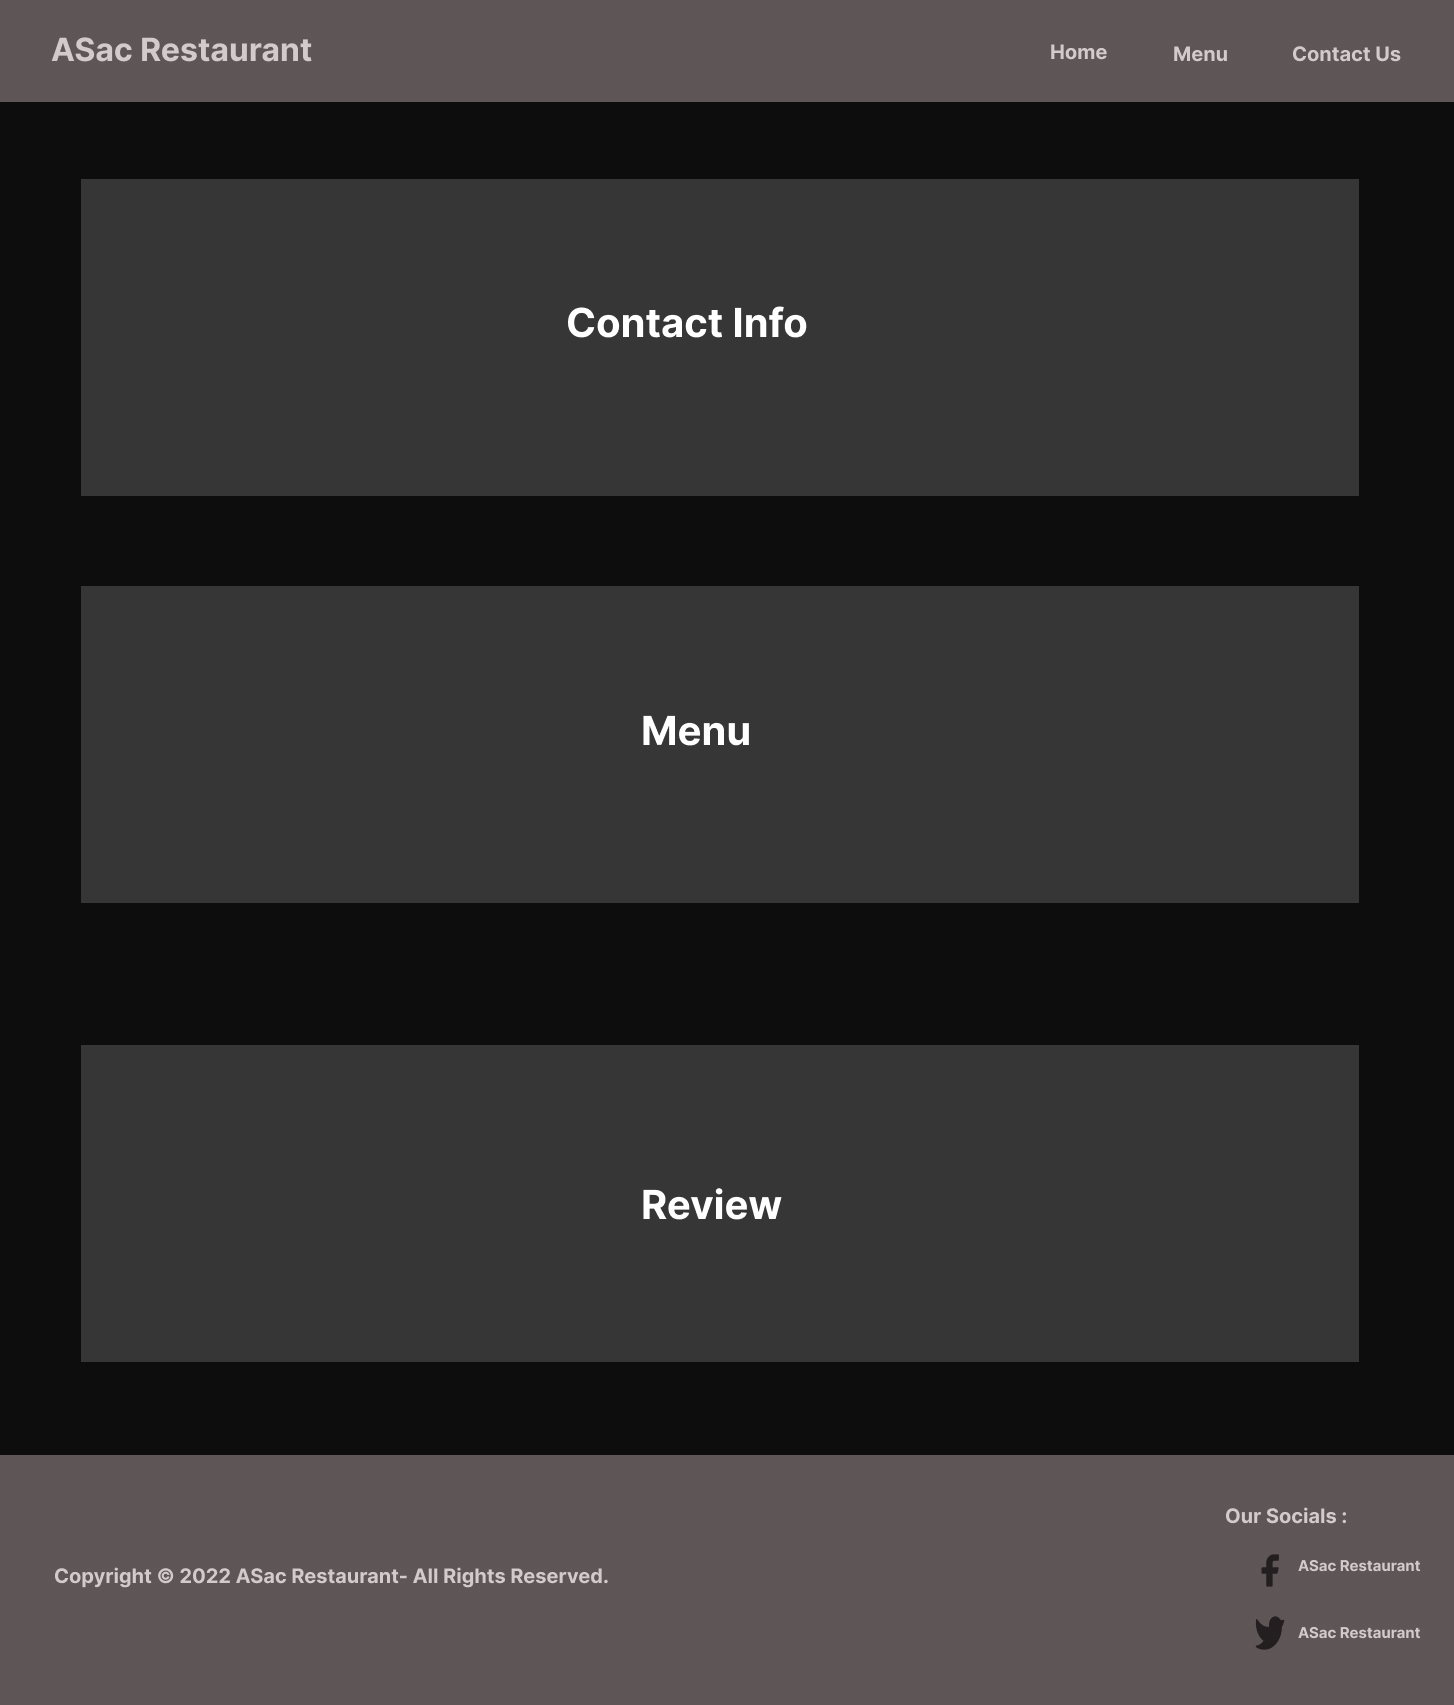 ASac Restaurant
Home
Menu
Contact Us
Contact Info
Menu
Review
Our Socials :
ASac Restaurant
Copyright © 2022 ASac Restaurant- All Rights Reserved.
ASac Restaurant